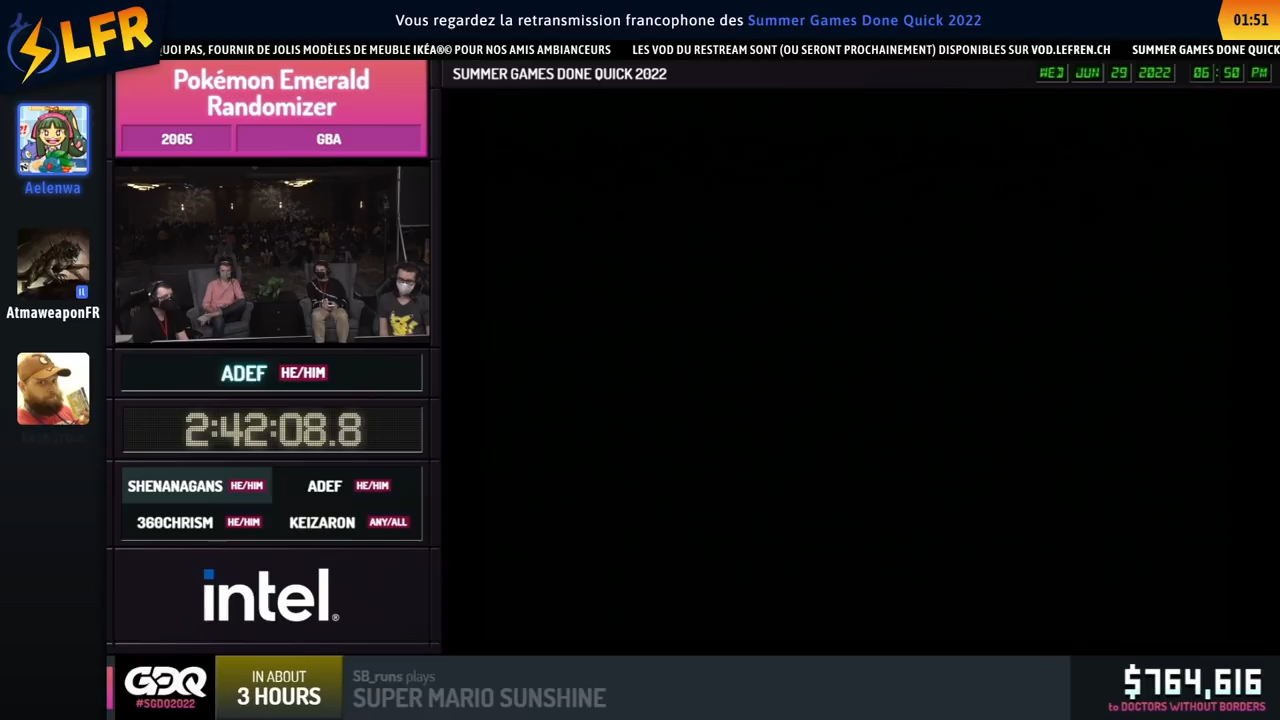 LFR
Vous regardez la retransmission francophone des Summer Games Done Quick 2022
01:51
UOI PAS, FOURNIR DE JOLIS MODÈLES DE MEUBLE IKÉA®© POUR NOS AMIS AMBIANCEURS LES VOD DU RESTREAM SONT (OU SERONT PROCHAINEMENT) DISPONIBLES SUR VOD.LEFREN.CH SUMMER GAMES DONE QUICK
Pokémon Emerald
Randomizer
2005 GBA
SUMMER GAMES DONE QUICK 2022
WED JUN 29 2022 06:50 PM
Aelenwa
AtmaweaponFR
ADEF HE/HIM
2:42:08.8
SHENANAGANS HE/HIM ADEF HE/HIM
360CHRISM HE/HIM KEIZARON ANY/ALL
intel®
GDQ
#SGDQ2022
IN ABOUT
3 HOURS
SB_runs plays
SUPER MARIO SUNSHINE
$764,616
to DOCTORS WITHOUT BORDERS